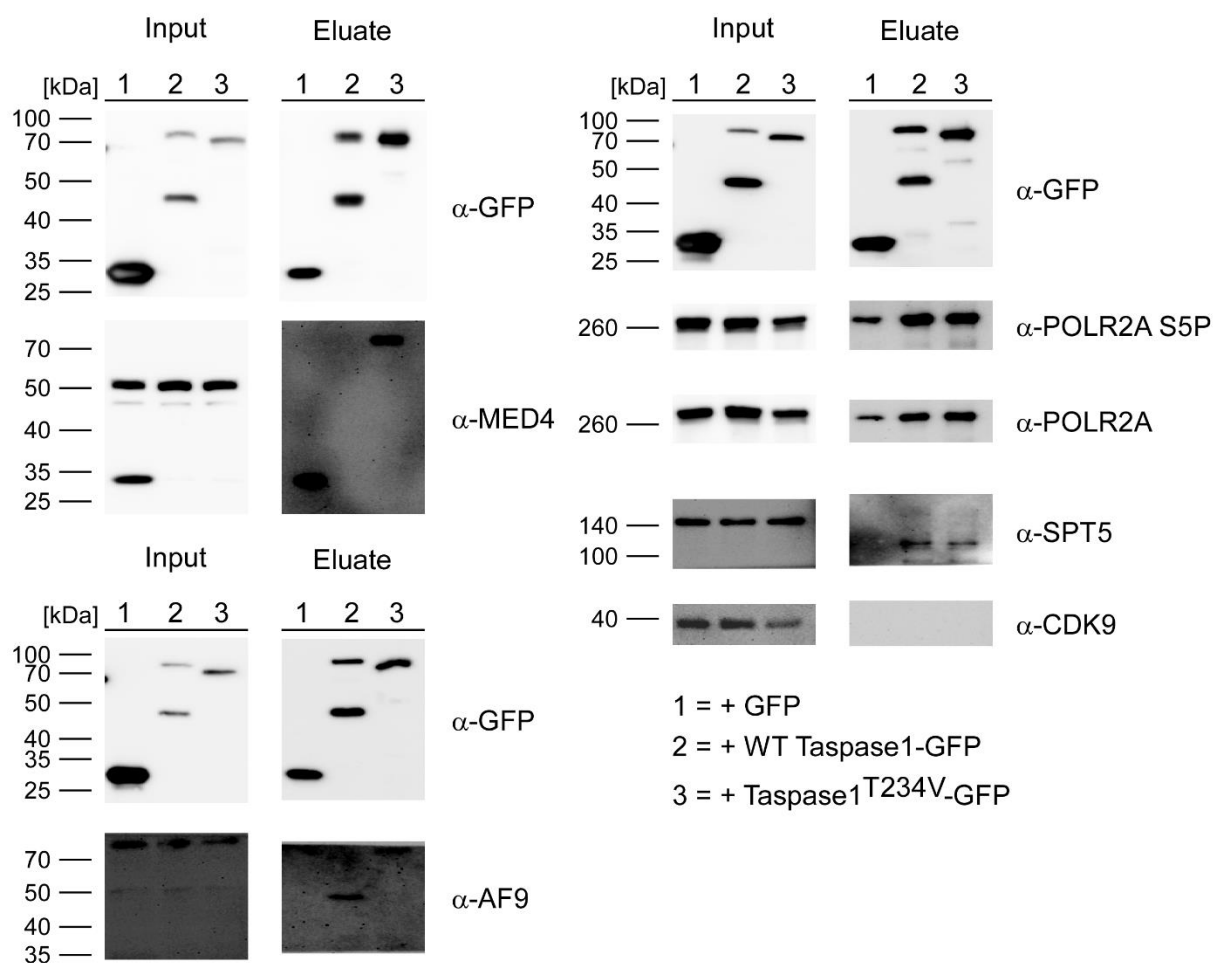 Input Eluate
[kDa] 1 2 3 1 2 3
100
70
50
40
35
25
α-GFP
70
50
40
35
25
α-MED4
Input Eluate
[kDa] 1 2 3 1 2 3
100
70
50
40
35
25
α-GFP
70
50
40
35
α-AF9
Input Eluate
[kDa] 1 2 3 1 2 3
100
70
50
40
35
25
α-GFP
260
α-POLR2A S5P
260
α-POLR2A
140
100
α-SPT5
40
α-CDK9
1 = + GFP
2 = + WT Taspase1-GFP
3 = + Taspase1T234V-GFP